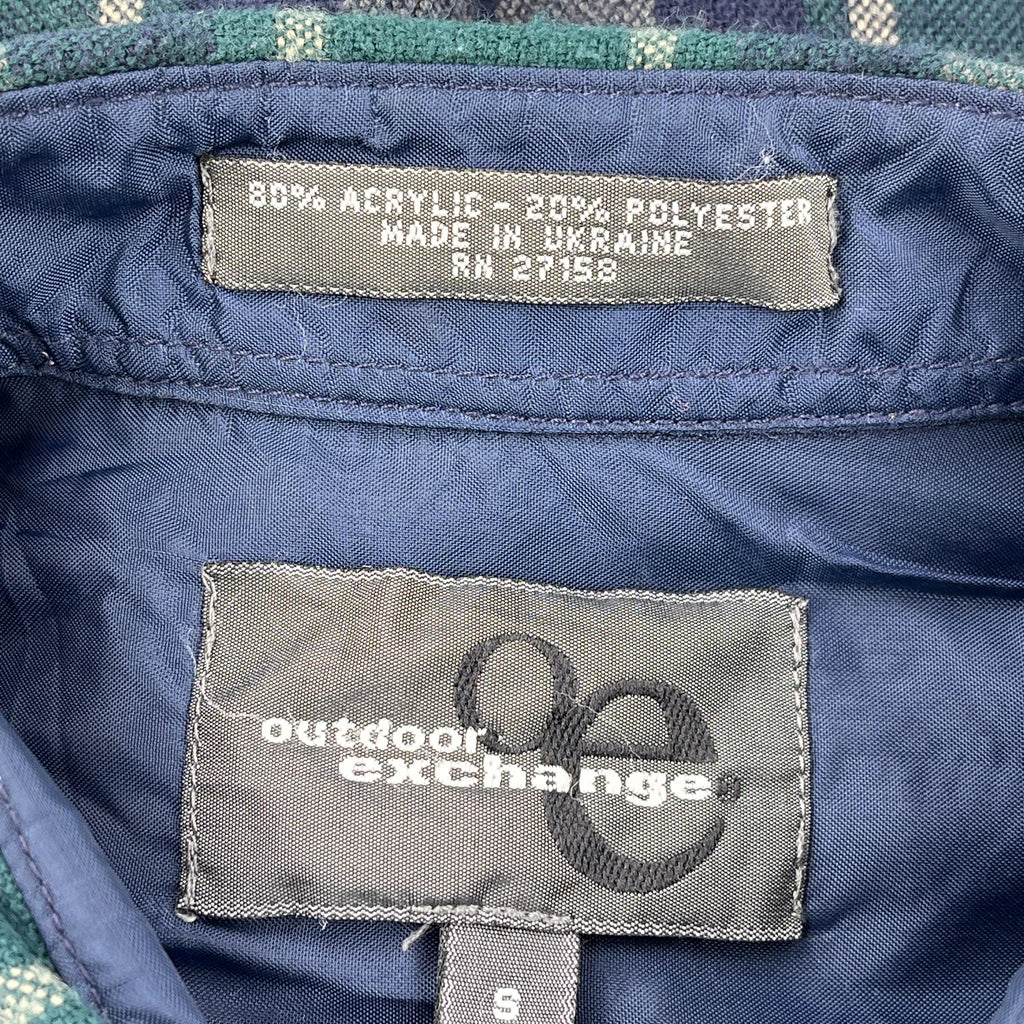 80% ACRYLIC - 20% POLYESTER
MADE IN UKRAINE
RN 27158
oe
outdoor
exchange
S